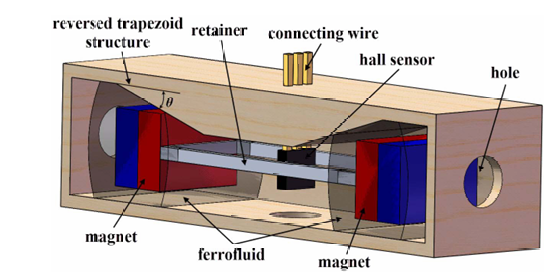 reversed trapezoid
structure
retainer
connecting wire
hall sensor
hole
θ
magnet
ferrofluid
magnet